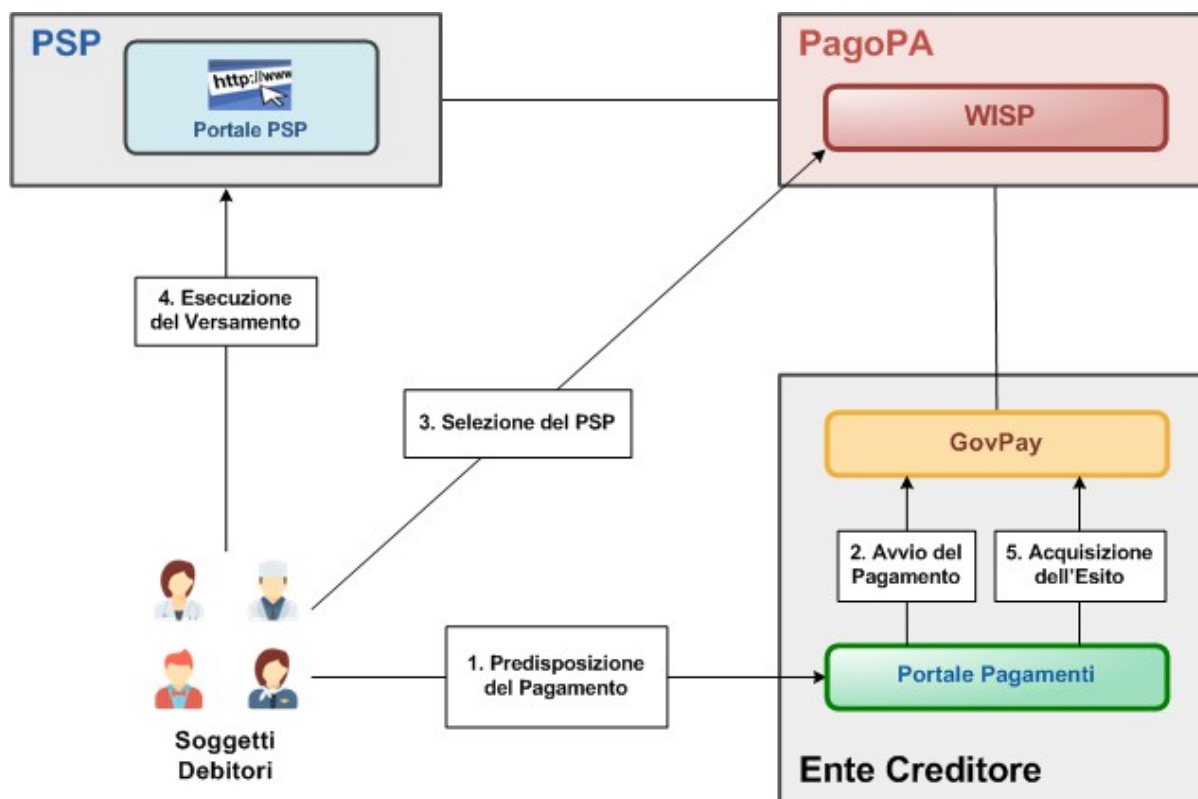 PSP
http://www
Portale PSP
PagoPA
WISP
4. Esecuzione
del Versamento
3. Selezione del PSP
GovPay
2. Avvio del
Pagamento
5. Acquisizione
dell'Esito
1. Predisposizione
del Pagamento
Portale Pagamenti
Soggetti
Debitori
Ente Creditore